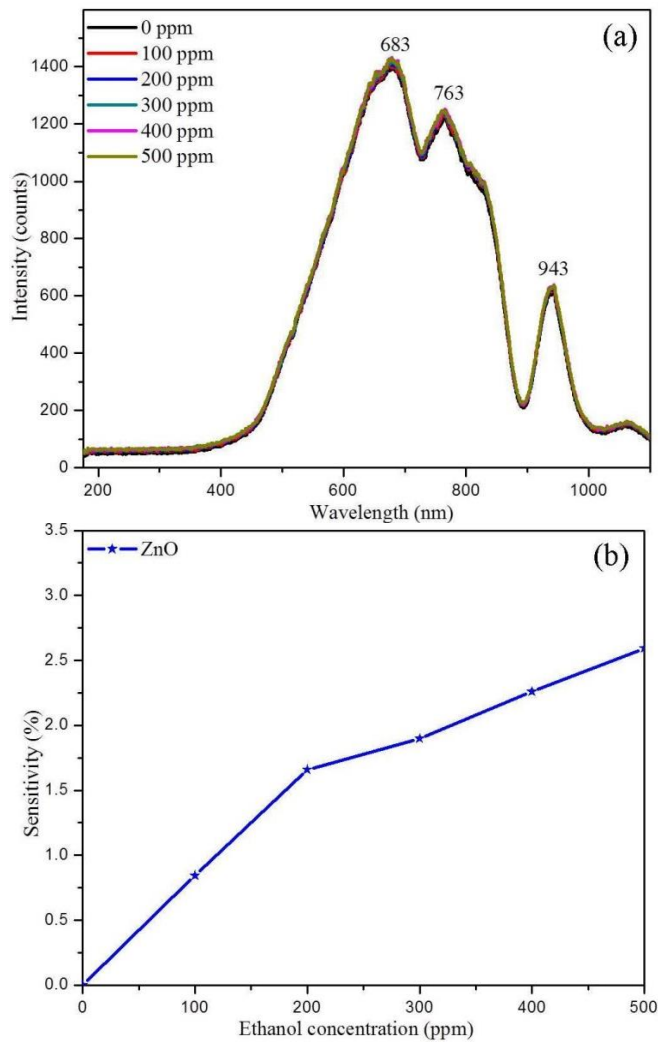 0 ppm
100 ppm
200 ppm
300 ppm
400 ppm
500 ppm
(a)
683
763
943
1400
1200
1000
800
600
400
200
0
Intensity (counts)
200 400 600 800 1000
Wavelength (nm)
ZnO
(b)
3.5
3.0
2.5
2.0
1.5
1.0
0.5
0.0
Sensitivity (%)
0 100 200 300 400 500
Ethanol concentration (ppm)